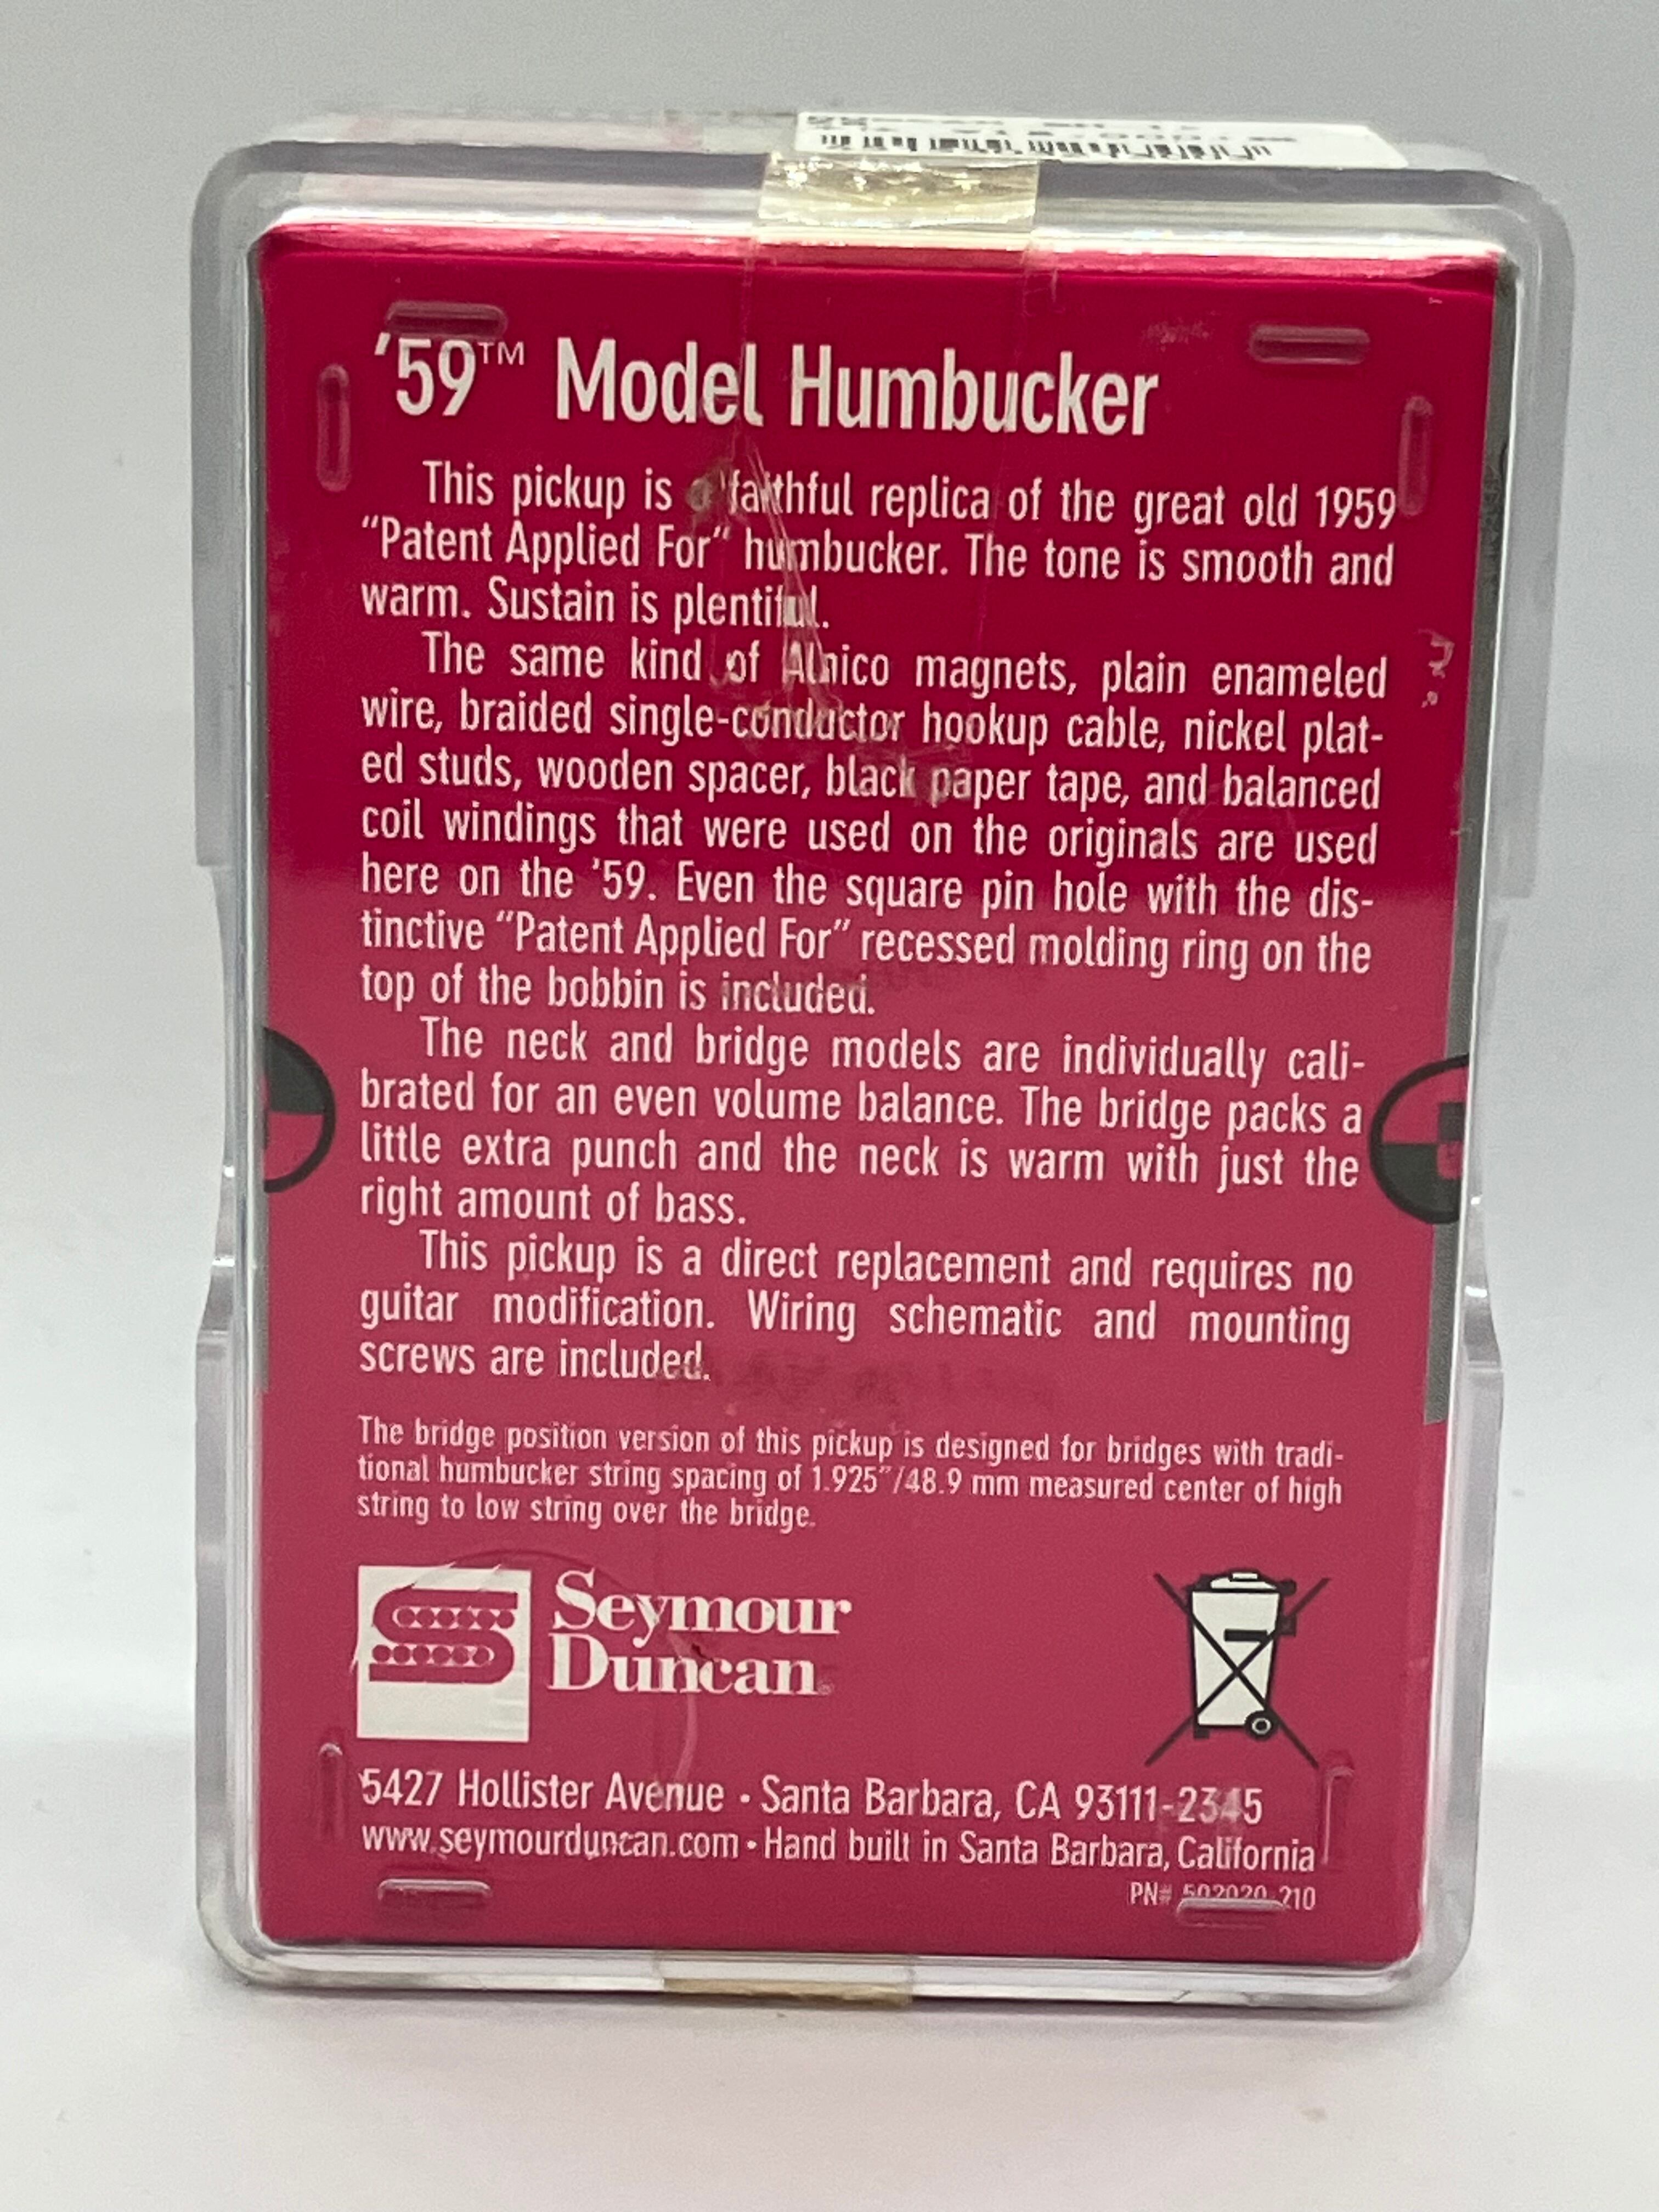 '59™ Model Humbucker
This pickup is a faithful replica of the great old 1959
"Patent Applied For" humbucker. The tone is smooth and
warm. Sustain is plentiful.
The same kind of Alnico magnets, plain enameled
wire, braided single-conductor hookup cable, nickel plat-
ed studs, wooden spacer, black paper tape, and balanced
coil windings that were used on the originals are used
here on the '59. Even the square pin hole with the dis-
tinctive "Patent Applied For" recessed molding ring on the
top of the bobbin is included.
The neck and bridge models are individually cali-
brated for an even volume balance. The bridge packs a
little extra punch and the neck is warm with just the
right amount of bass.
This pickup is a direct replacement and requires no
guitar modification. Wiring schematic and mounting
screws are included.
The bridge position version of this pickup is designed for bridges with tradi-
tional humbucker string spacing of 1.925"/48.9 mm measured center of high
string to low string over the bridge.
Seymour
Duncan®
5427 Hollister Avenue • Santa Barbara, CA 93111-2345
www.seymourduncan.com • Hand built in Santa Barbara, California
PN# 502020-210